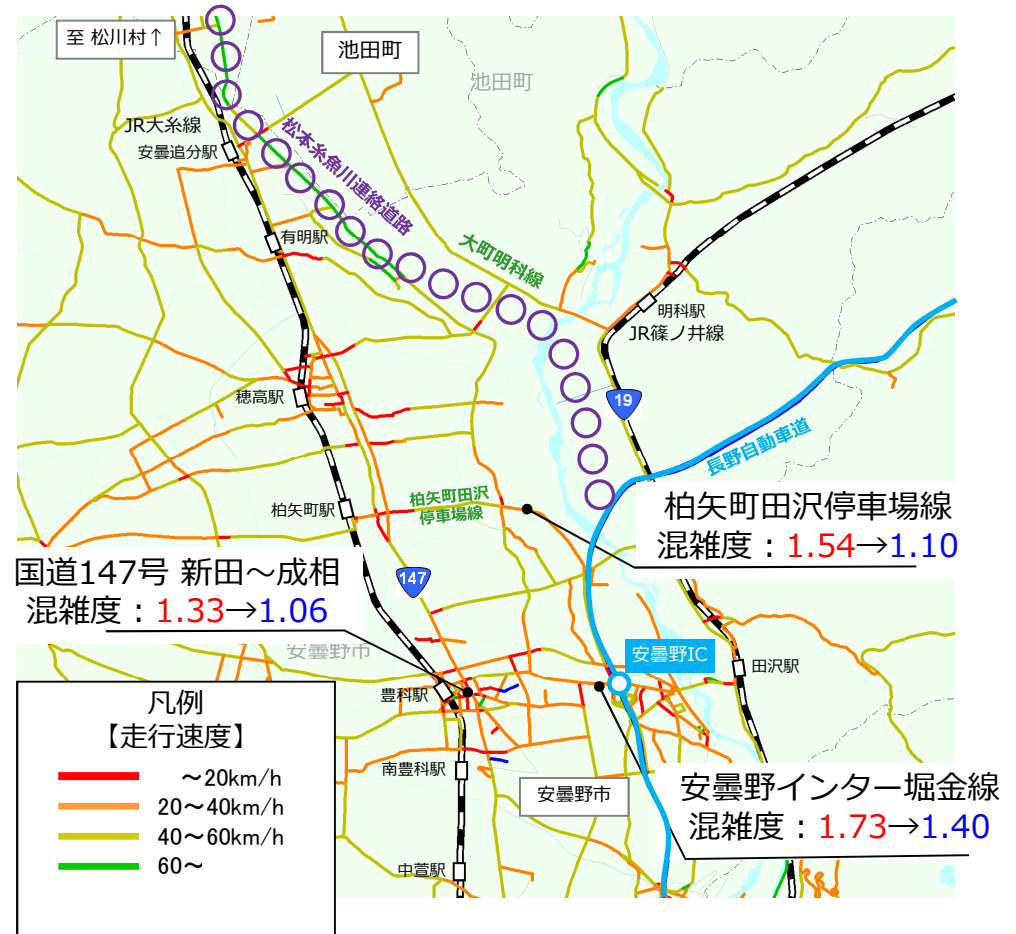 至 松川村↑
池田町
池田町
JR大糸線
安曇追分駅
松本糸魚川連絡道路
有明駅
大町明科線
明科駅
JR篠ノ井線
穂高駅
19
長野自動車道
柏矢町駅
柏矢町田沢
停車場線
柏矢町田沢停車場線
混雑度：1.54→1.10
国道147号 新田～成相
混雑度：1.33→1.06
147
安曇野市
安曇野IC
田沢駅
豊科駅
凡例
【走行速度】
～20km/h
20～40km/h
40～60km/h
60～
南豊科駅
安曇野市
安曇野インター堀金線
混雑度：1.73→1.40
中萱駅